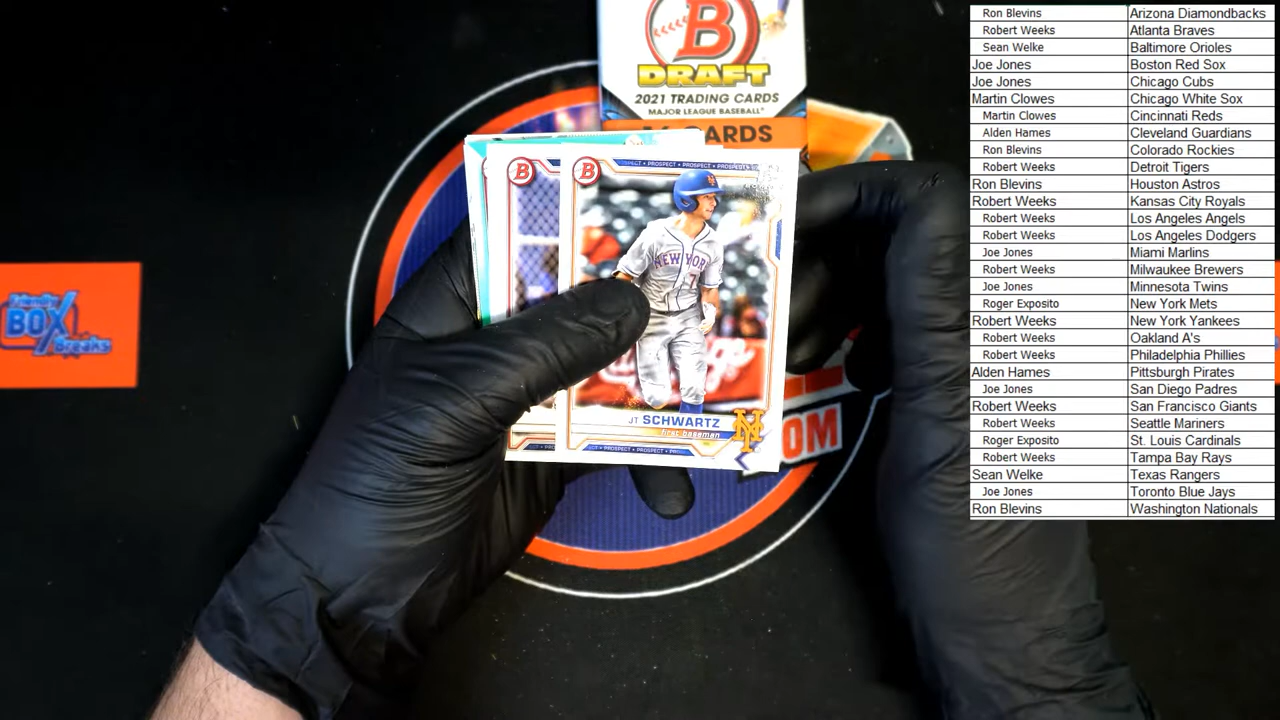 B
DRAFT
2021 TRADING CARDS
MAJOR LEAGUE BASEBALL
CARDS
B
B
PROSPECT • PROSPECT • PROSPECT
NEW YORK
7
JT SCHWARTZ
first baseman
NY
PROSPECT • PROSPECT
OM
Friendly
BOX
Breaks
Ron Blevins Arizona Diamondbacks
Robert Weeks Atlanta Braves
Sean Welke Baltimore Orioles
Joe Jones Boston Red Sox
Joe Jones Chicago Cubs
Martin Clowes Chicago White Sox
Martin Clowes Cincinnati Reds
Alden Hames Cleveland Guardians
Ron Blevins Colorado Rockies
Robert Weeks Detroit Tigers
Ron Blevins Houston Astros
Robert Weeks Kansas City Royals
Robert Weeks Los Angeles Angels
Robert Weeks Los Angeles Dodgers
Joe Jones Miami Marlins
Robert Weeks Milwaukee Brewers
Joe Jones Minnesota Twins
Roger Exposito New York Mets
Robert Weeks New York Yankees
Robert Weeks Oakland A's
Robert Weeks Philadelphia Phillies
Alden Hames Pittsburgh Pirates
Joe Jones San Diego Padres
Robert Weeks San Francisco Giants
Robert Weeks Seattle Mariners
Roger Exposito St. Louis Cardinals
Robert Weeks Tampa Bay Rays
Sean Welke Texas Rangers
Joe Jones Toronto Blue Jays
Ron Blevins Washington Nationals